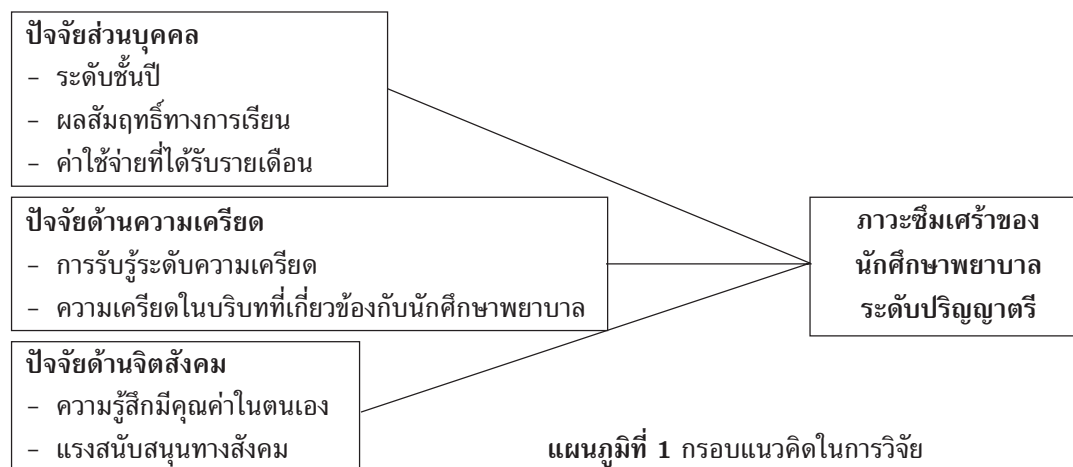 ปัจจัยส่วนบุคคล
- ระดับชั้นปี
- ผลสัมฤทธิ์ทางการเรียน
- ค่าใช้จ่ายที่ได้รับรายเดือน
ปัจจัยด้านความเครียด
- การรับรู้ระดับความเครียด
- ความเครียดในบริบทที่เกี่ยวข้องกับนักศึกษาพยาบาล
ปัจจัยด้านจิตสังคม
- ความรู้สึกมีคุณค่าในตนเอง
- แรงสนับสนุนทางสังคม
ภาวะซึมเศร้าของ
นักศึกษาพยาบาล
ระดับปริญญาตรี
แผนภูมิที่ 1 กรอบแนวคิดในการวิจัย